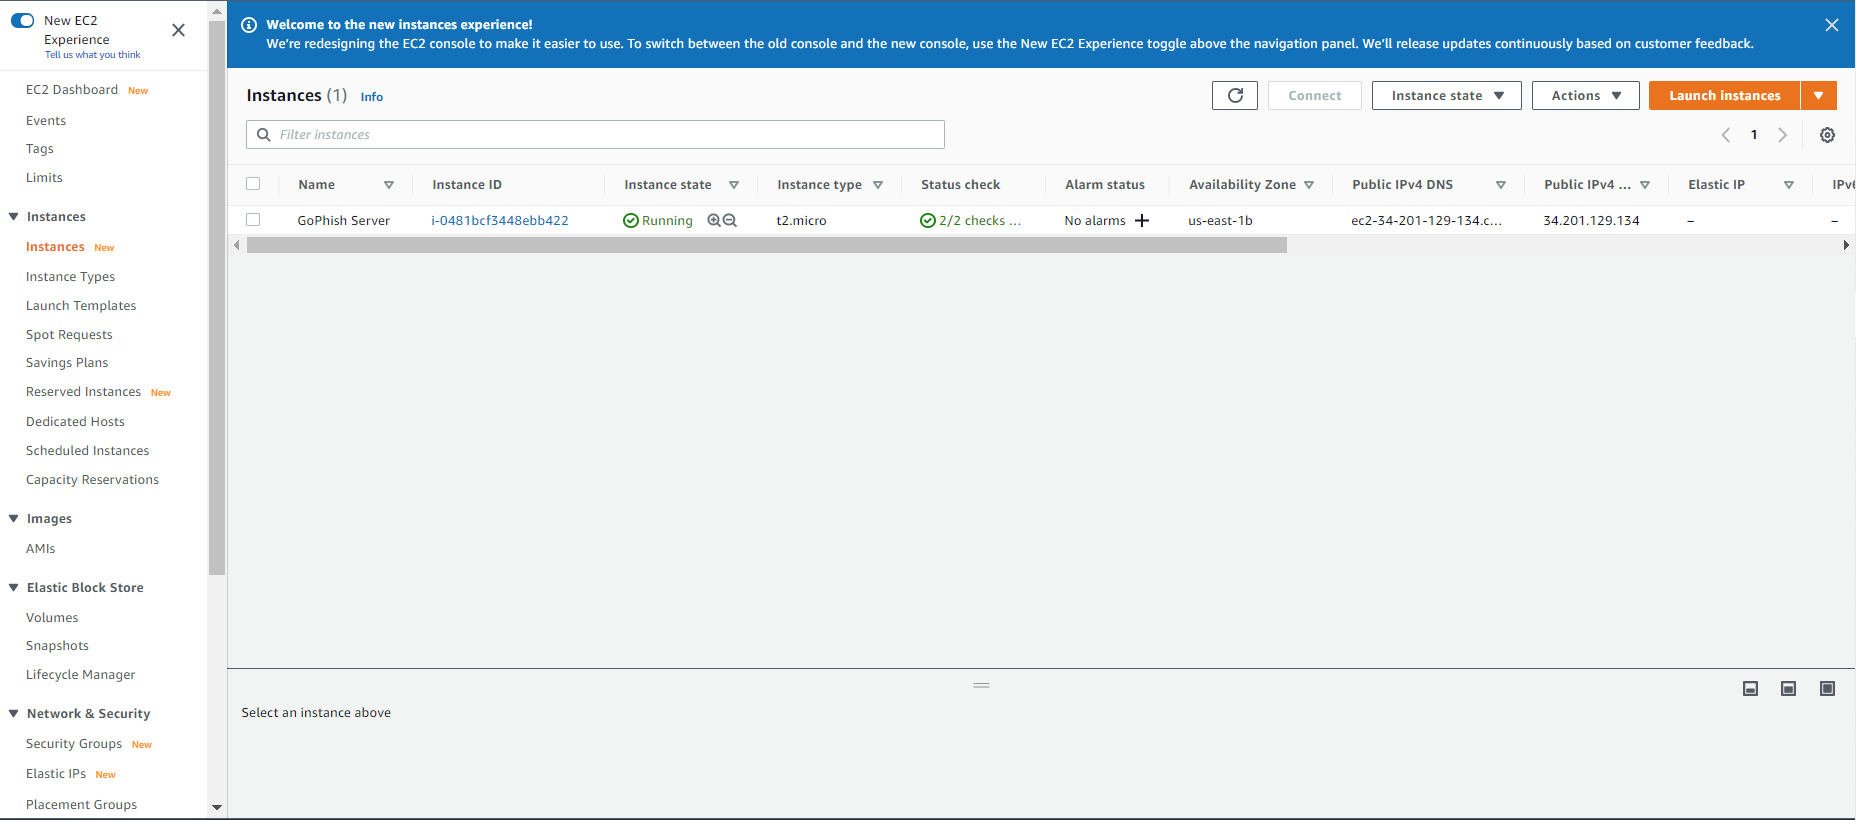 New EC2
Experience
Tell us what you think
EC2 Dashboard New
Events
Tags
Limits
Instances
Instances New
Instance Types
Launch Templates
Spot Requests
Savings Plans
Reserved Instances New
Dedicated Hosts
Scheduled Instances
Capacity Reservations
Images
AMIs
Elastic Block Store
Volumes
Snapshots
Lifecycle Manager
Network & Security
Security Groups New
Elastic IPs New
Placement Groups
Welcome to the new instances experience!
We're redesigning the EC2 console to make it easier to use. To switch between the old console and the new console, use the New EC2 Experience toggle above the navigation panel. We'll release updates continuously based on customer feedback.
Instances (1) Info
Connect Instance state Actions Launch instances
Filter instances
1
Name Instance ID Instance state Instance type Status check Alarm status Availability Zone Public IPv4 DNS Public IPv4 ... Elastic IP IPv6
GoPhish Server i-0481bcf3448ebb422 Running t2.micro 2/2 checks ... No alarms + us-east-1b ec2-34-201-129-134.c... 34.201.129.134 – –
Select an instance above